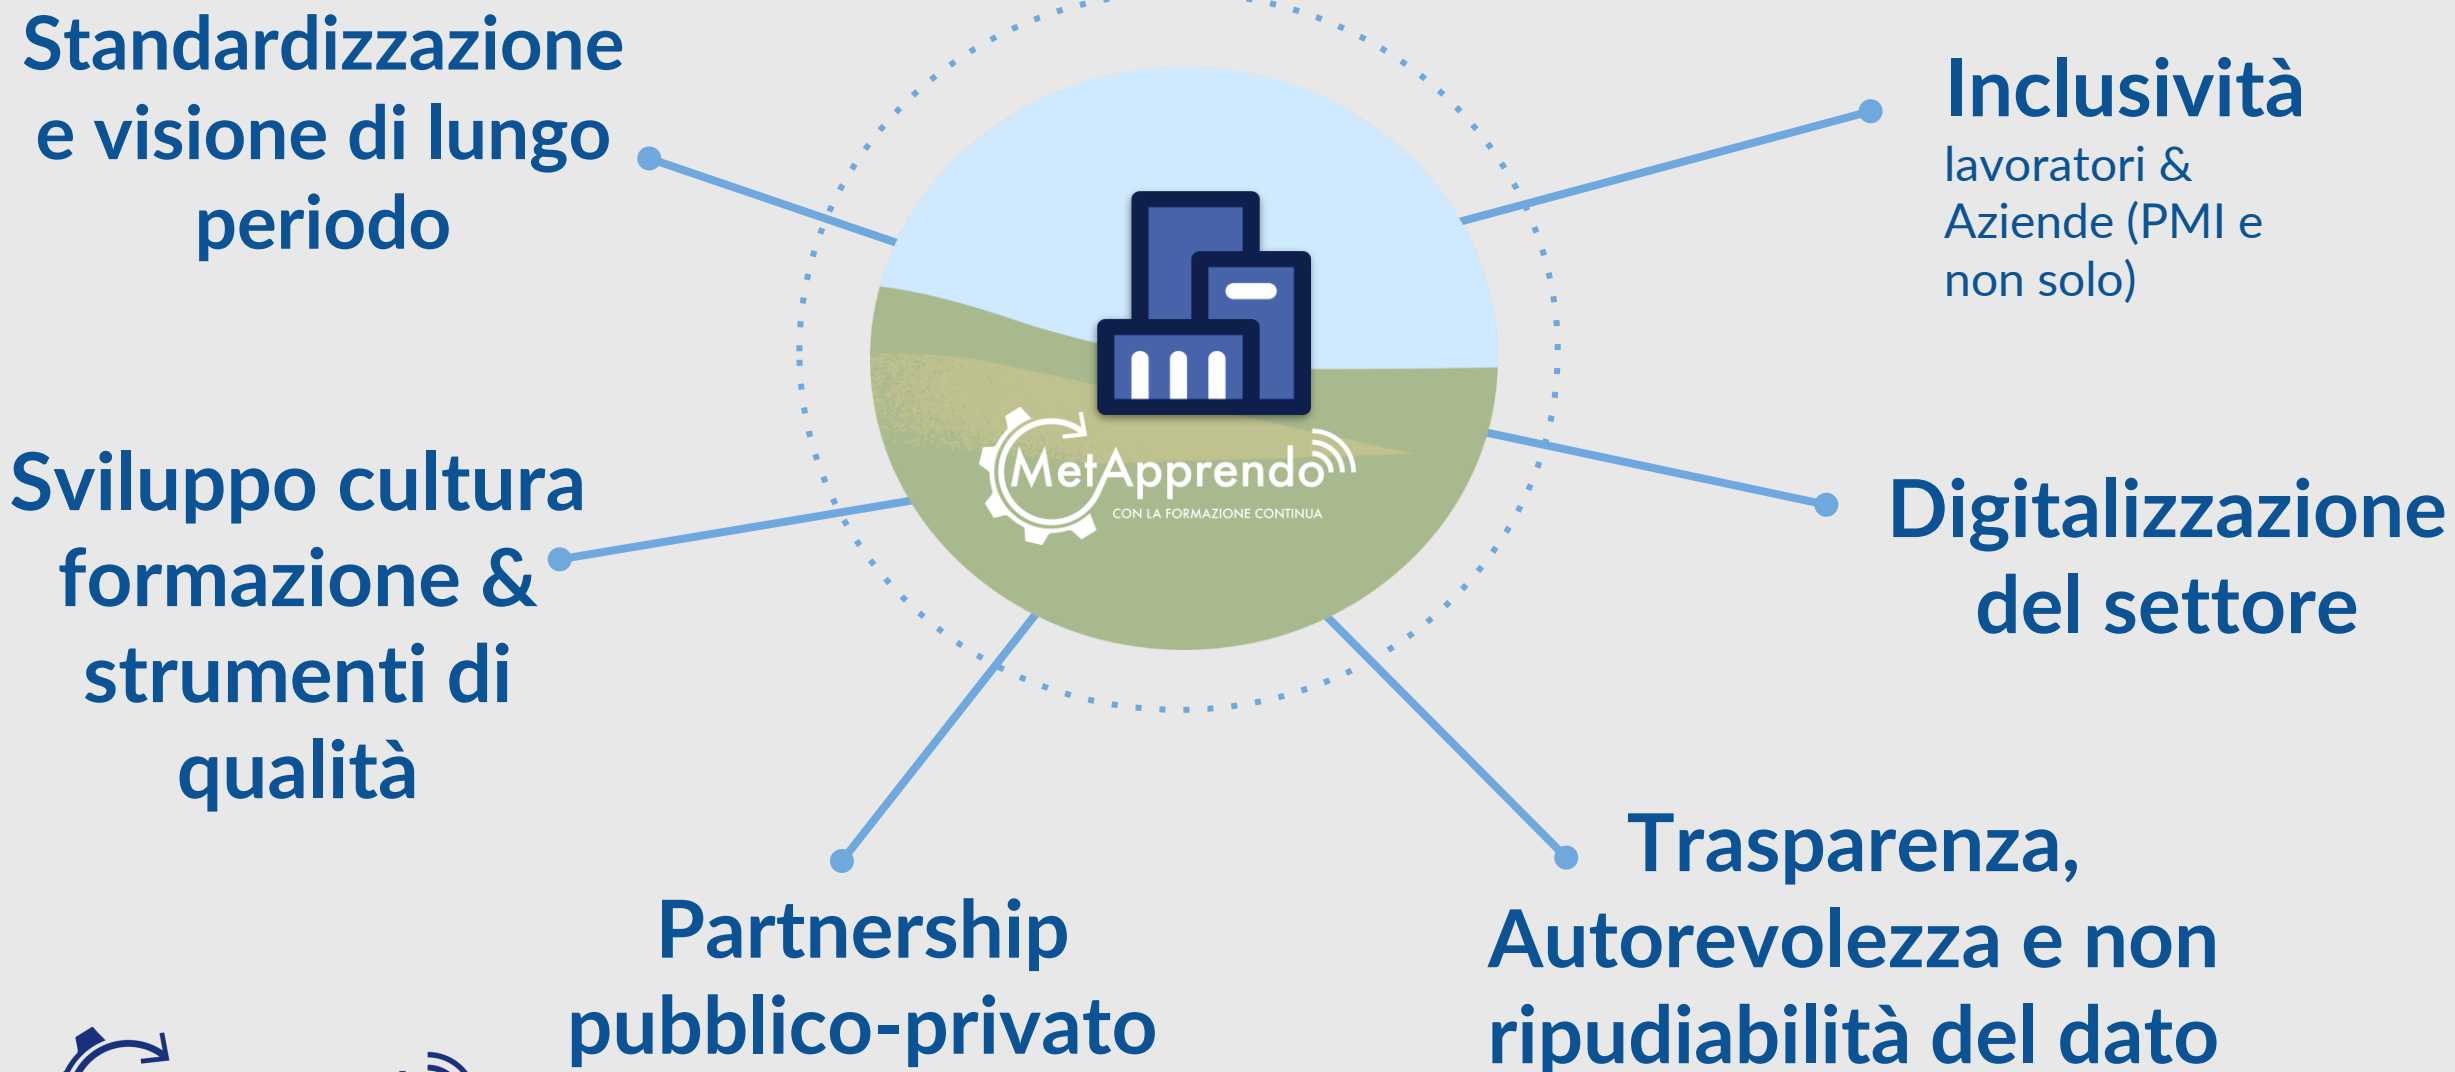 Standardizzazione
e visione di lungo
periodo
Inclusività
lavoratori &
Aziende (PMI e
non solo)
MetApprendo
CON LA FORMAZIONE CONTINUA
Sviluppo cultura
formazione &
strumenti di
qualità
Digitalizzazione
del settore
Partnership
pubblico-privato
Trasparenza,
Autorevolezza e non
ripudiabilità del dato